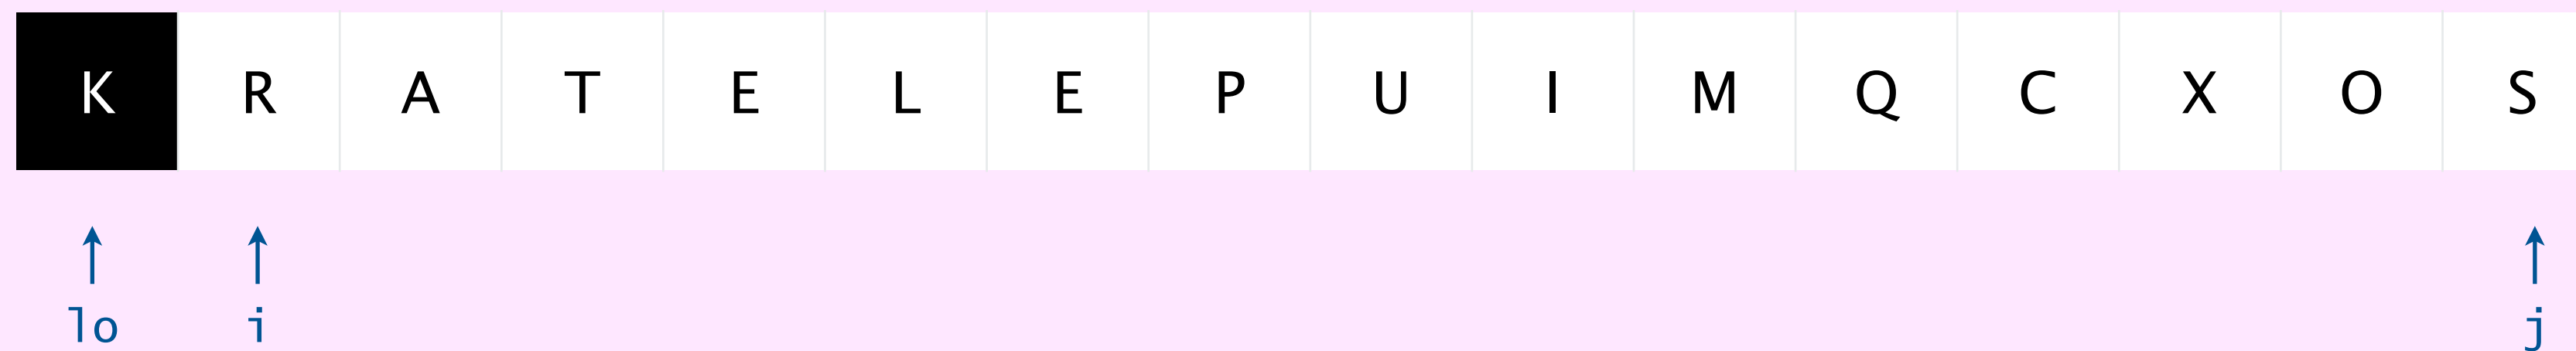 K R A T E L E P U I M Q C X O S
lo i j